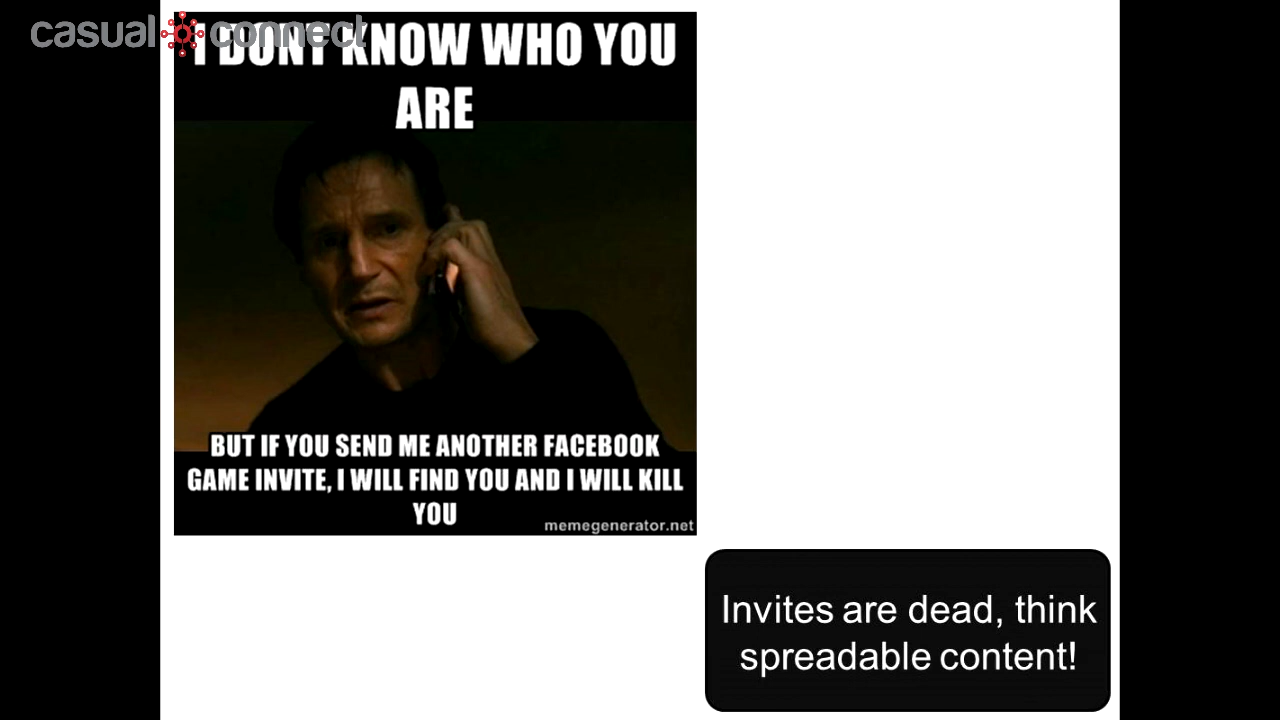 casual connect
I DONT KNOW WHO YOU
ARE
BUT IF YOU SEND ME ANOTHER FACEBOOK
GAME INVITE, I WILL FIND YOU AND I WILL KILL
YOU
memegenerator.net
Invites are dead, think
spreadable content!